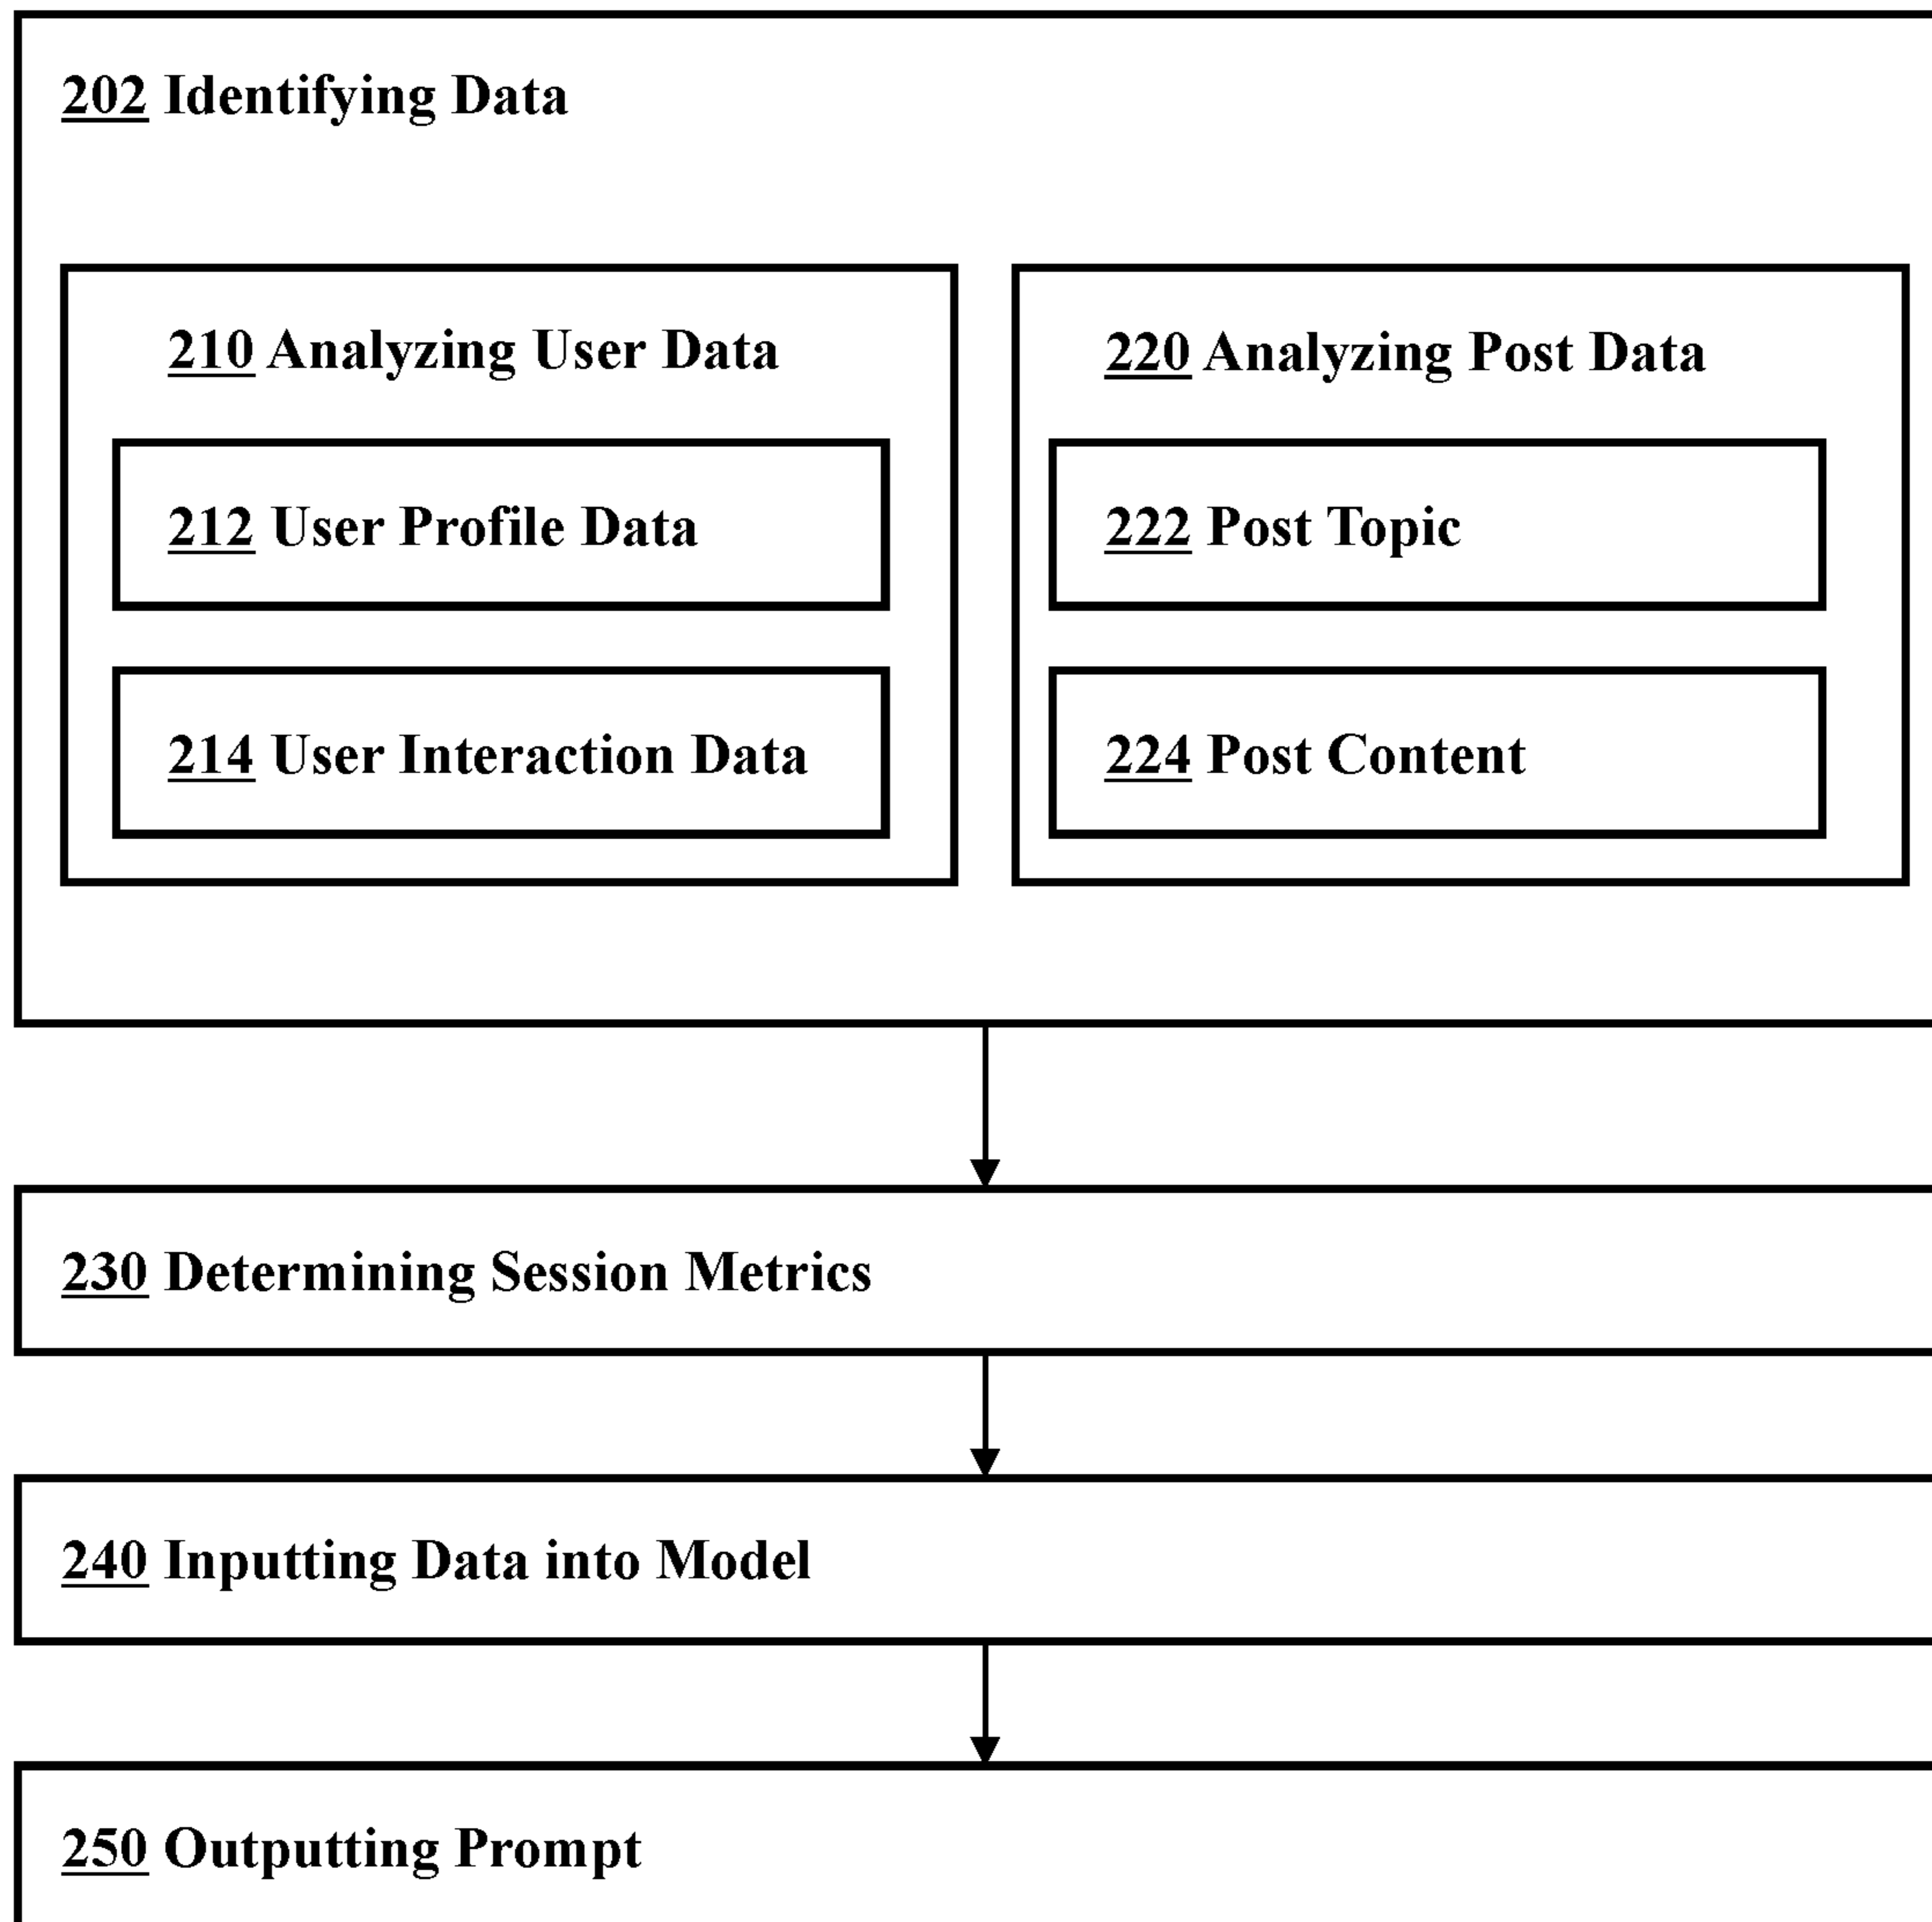 202 Identifying Data
210 Analyzing User Data
212 User Profile Data
214 User Interaction Data
220 Analyzing Post Data
222 Post Topic
224 Post Content
230 Determining Session Metrics
240 Inputting Data into Model
250 Outputting Prompt